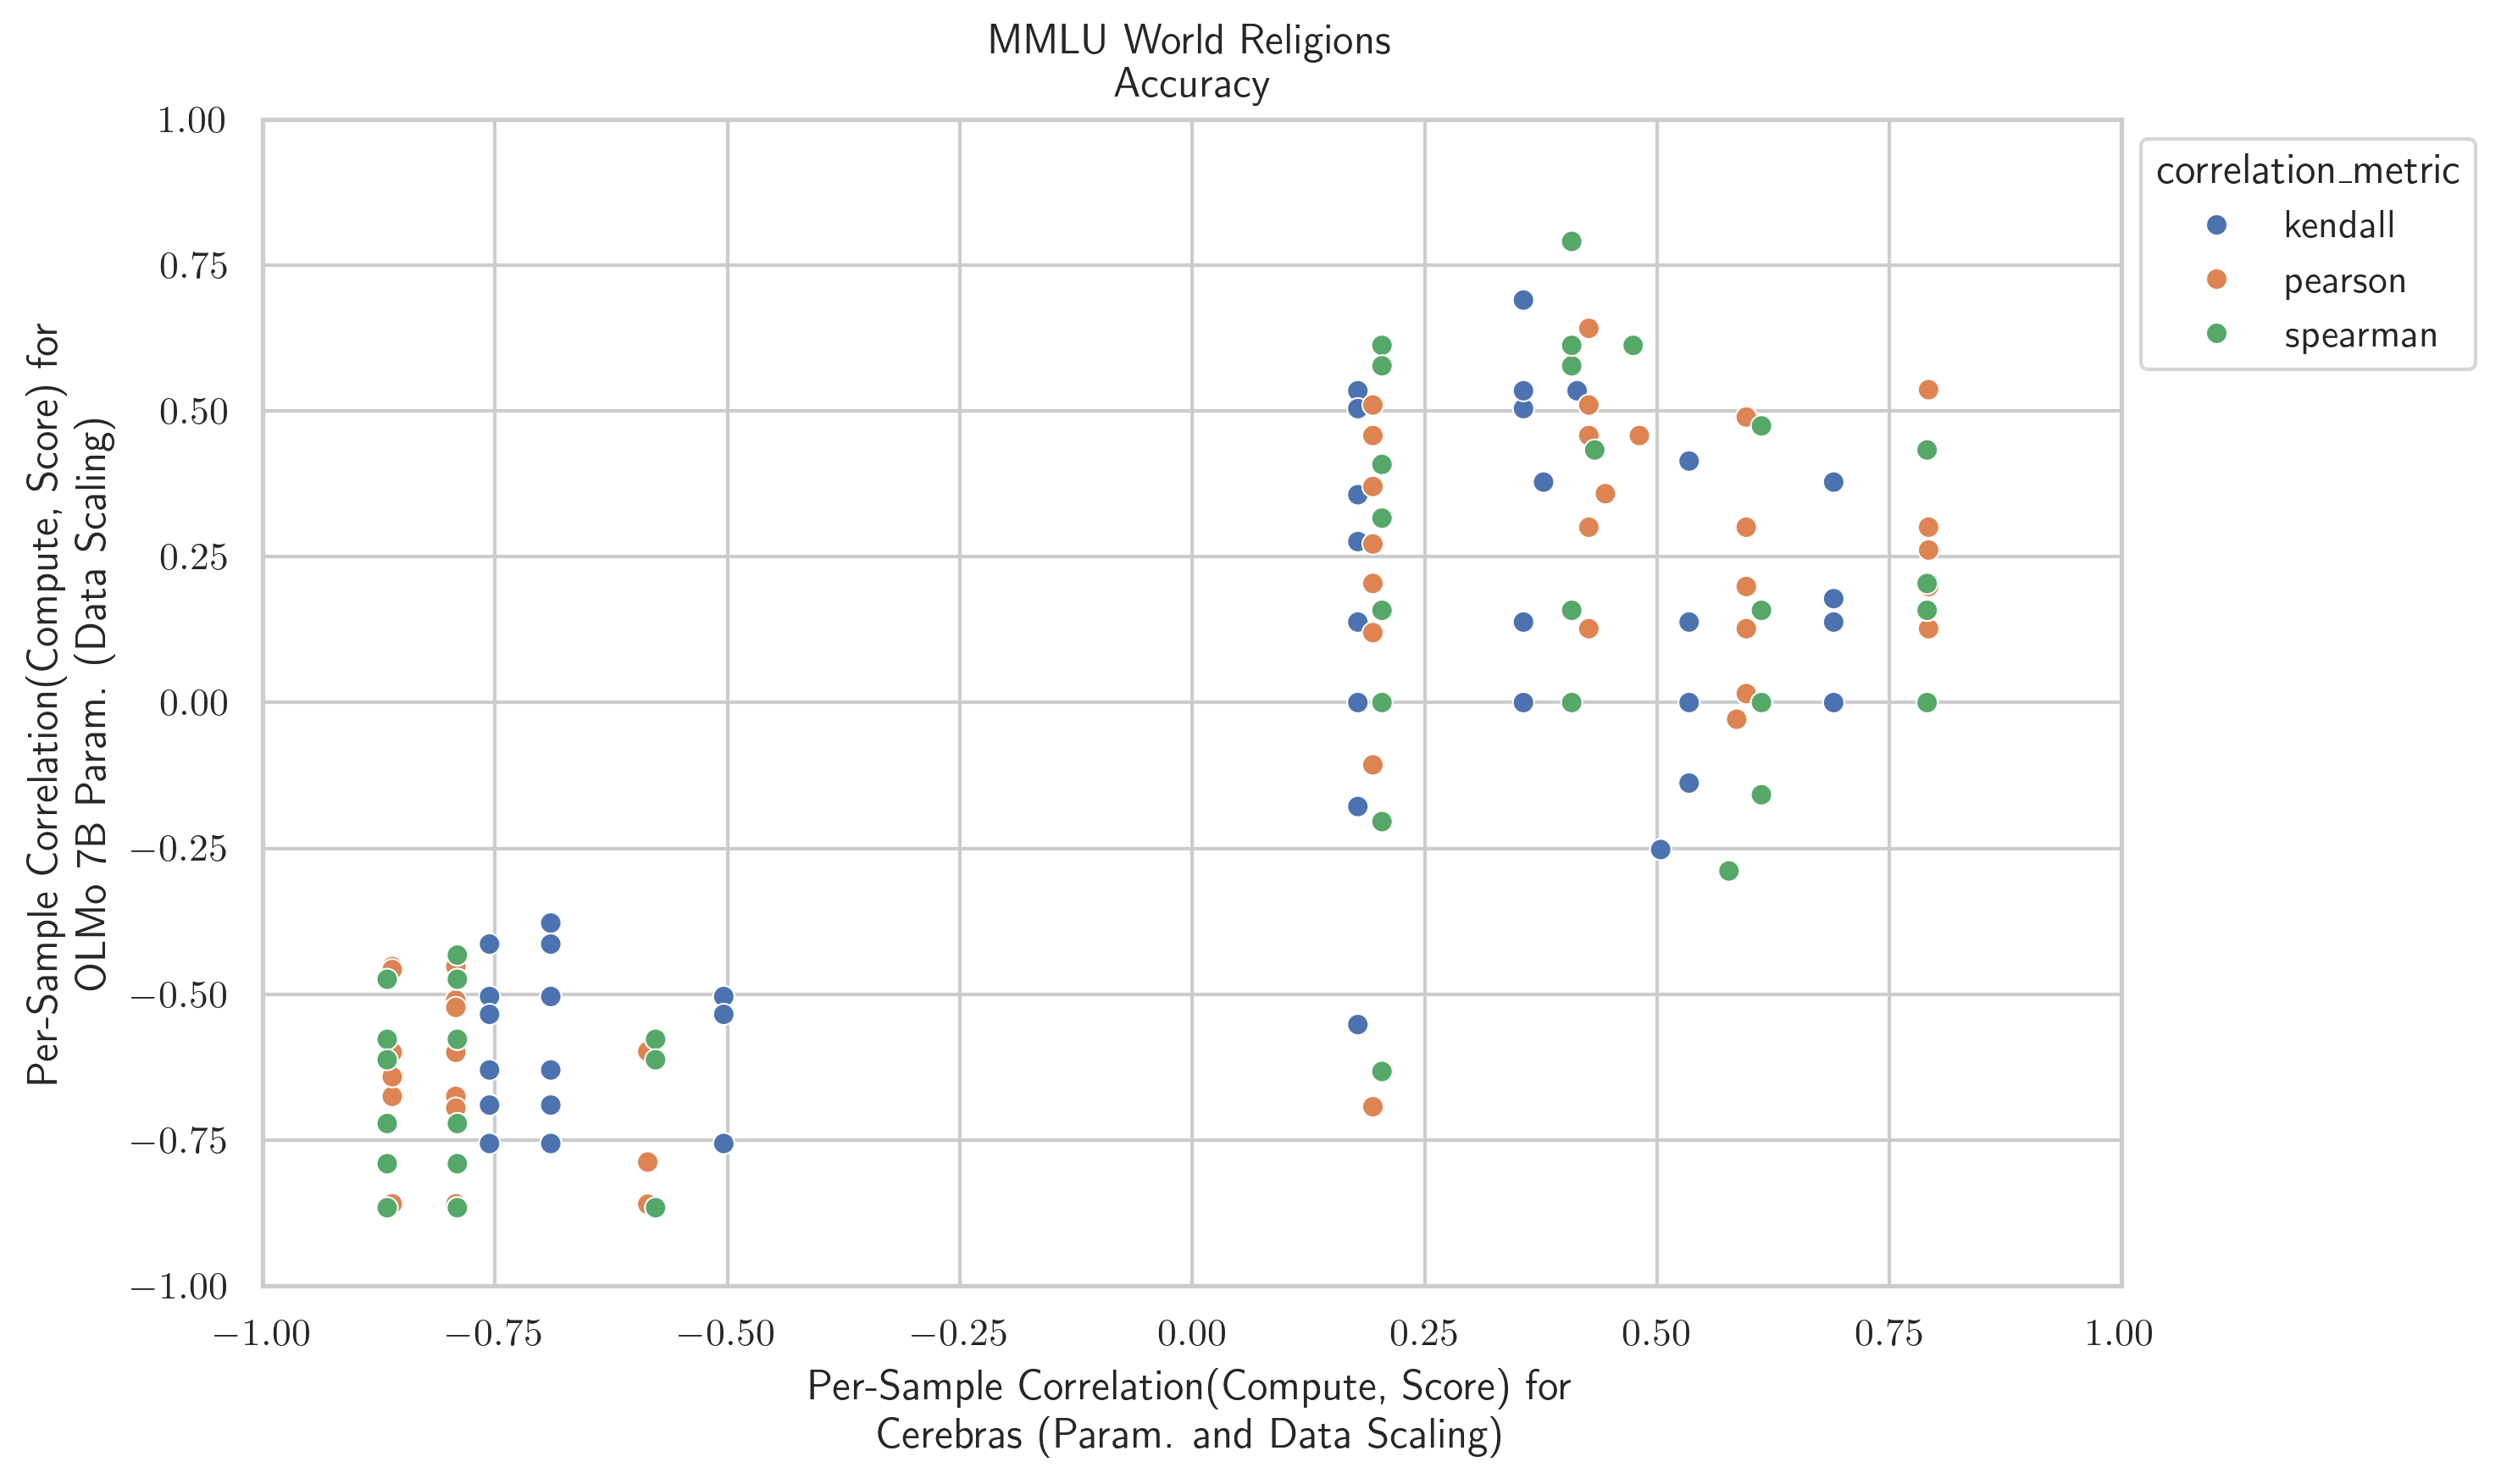 MMLU World Religions
Accuracy
1.00
0.75
0.50
0.25
0.00
−0.25
−0.50
−0.75
−1.00
Per-Sample Correlation(Compute, Score) for
OLMo 7B Param. (Data Scaling)
correlation_metric
kendall
pearson
spearman
−1.00 −0.75 −0.50 −0.25 0.00 0.25 0.50 0.75 1.00
Per-Sample Correlation(Compute, Score) for
Cerebras (Param. and Data Scaling)